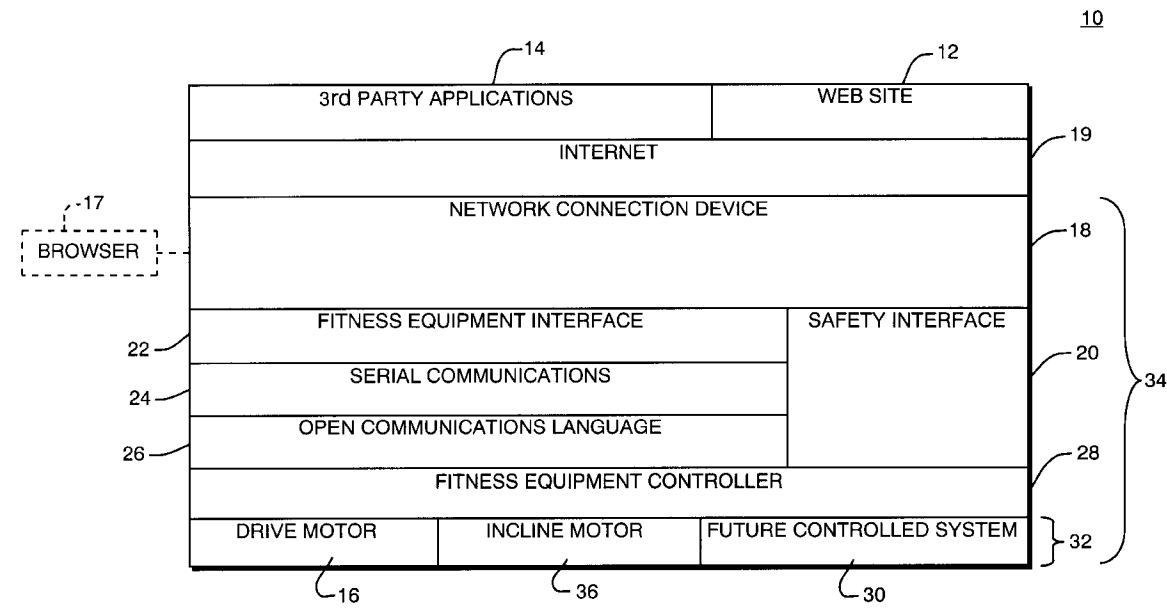 10
14
12
3rd PARTY APPLICATIONS
WEB SITE
19
INTERNET
17
NETWORK CONNECTION DEVICE
18
BROWSER
FITNESS EQUIPMENT INTERFACE
SAFETY INTERFACE
22
20
SERIAL COMMUNICATIONS
34
24
OPEN COMMUNICATIONS LANGUAGE
26
28
FITNESS EQUIPMENT CONTROLLER
DRIVE MOTOR
INCLINE MOTOR
FUTURE CONTROLLED SYSTEM
32
16
36
30